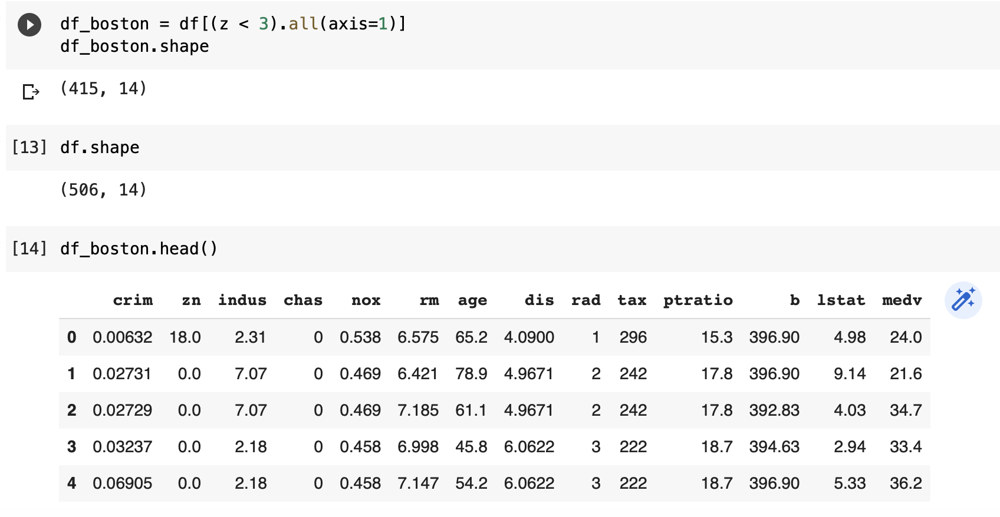 df_boston = df[(z < 3).all(axis=1)]
df_boston.shape
(415, 14)
[13] df.shape
(506, 14)
[14] df_boston.head()
crim zn indus chas nox rm age dis rad tax ptratio b lstat medv
0 0.00632 18.0 2.31 0 0.538 6.575 65.2 4.0900 1 296 15.3 396.90 4.98 24.0
1 0.02731 0.0 7.07 0 0.469 6.421 78.9 4.9671 2 242 17.8 396.90 9.14 21.6
2 0.02729 0.0 7.07 0 0.469 7.185 61.1 4.9671 2 242 17.8 392.83 4.03 34.7
3 0.03237 0.0 2.18 0 0.458 6.998 45.8 6.0622 3 222 18.7 394.63 2.94 33.4
4 0.06905 0.0 2.18 0 0.458 7.147 54.2 6.0622 3 222 18.7 396.90 5.33 36.2